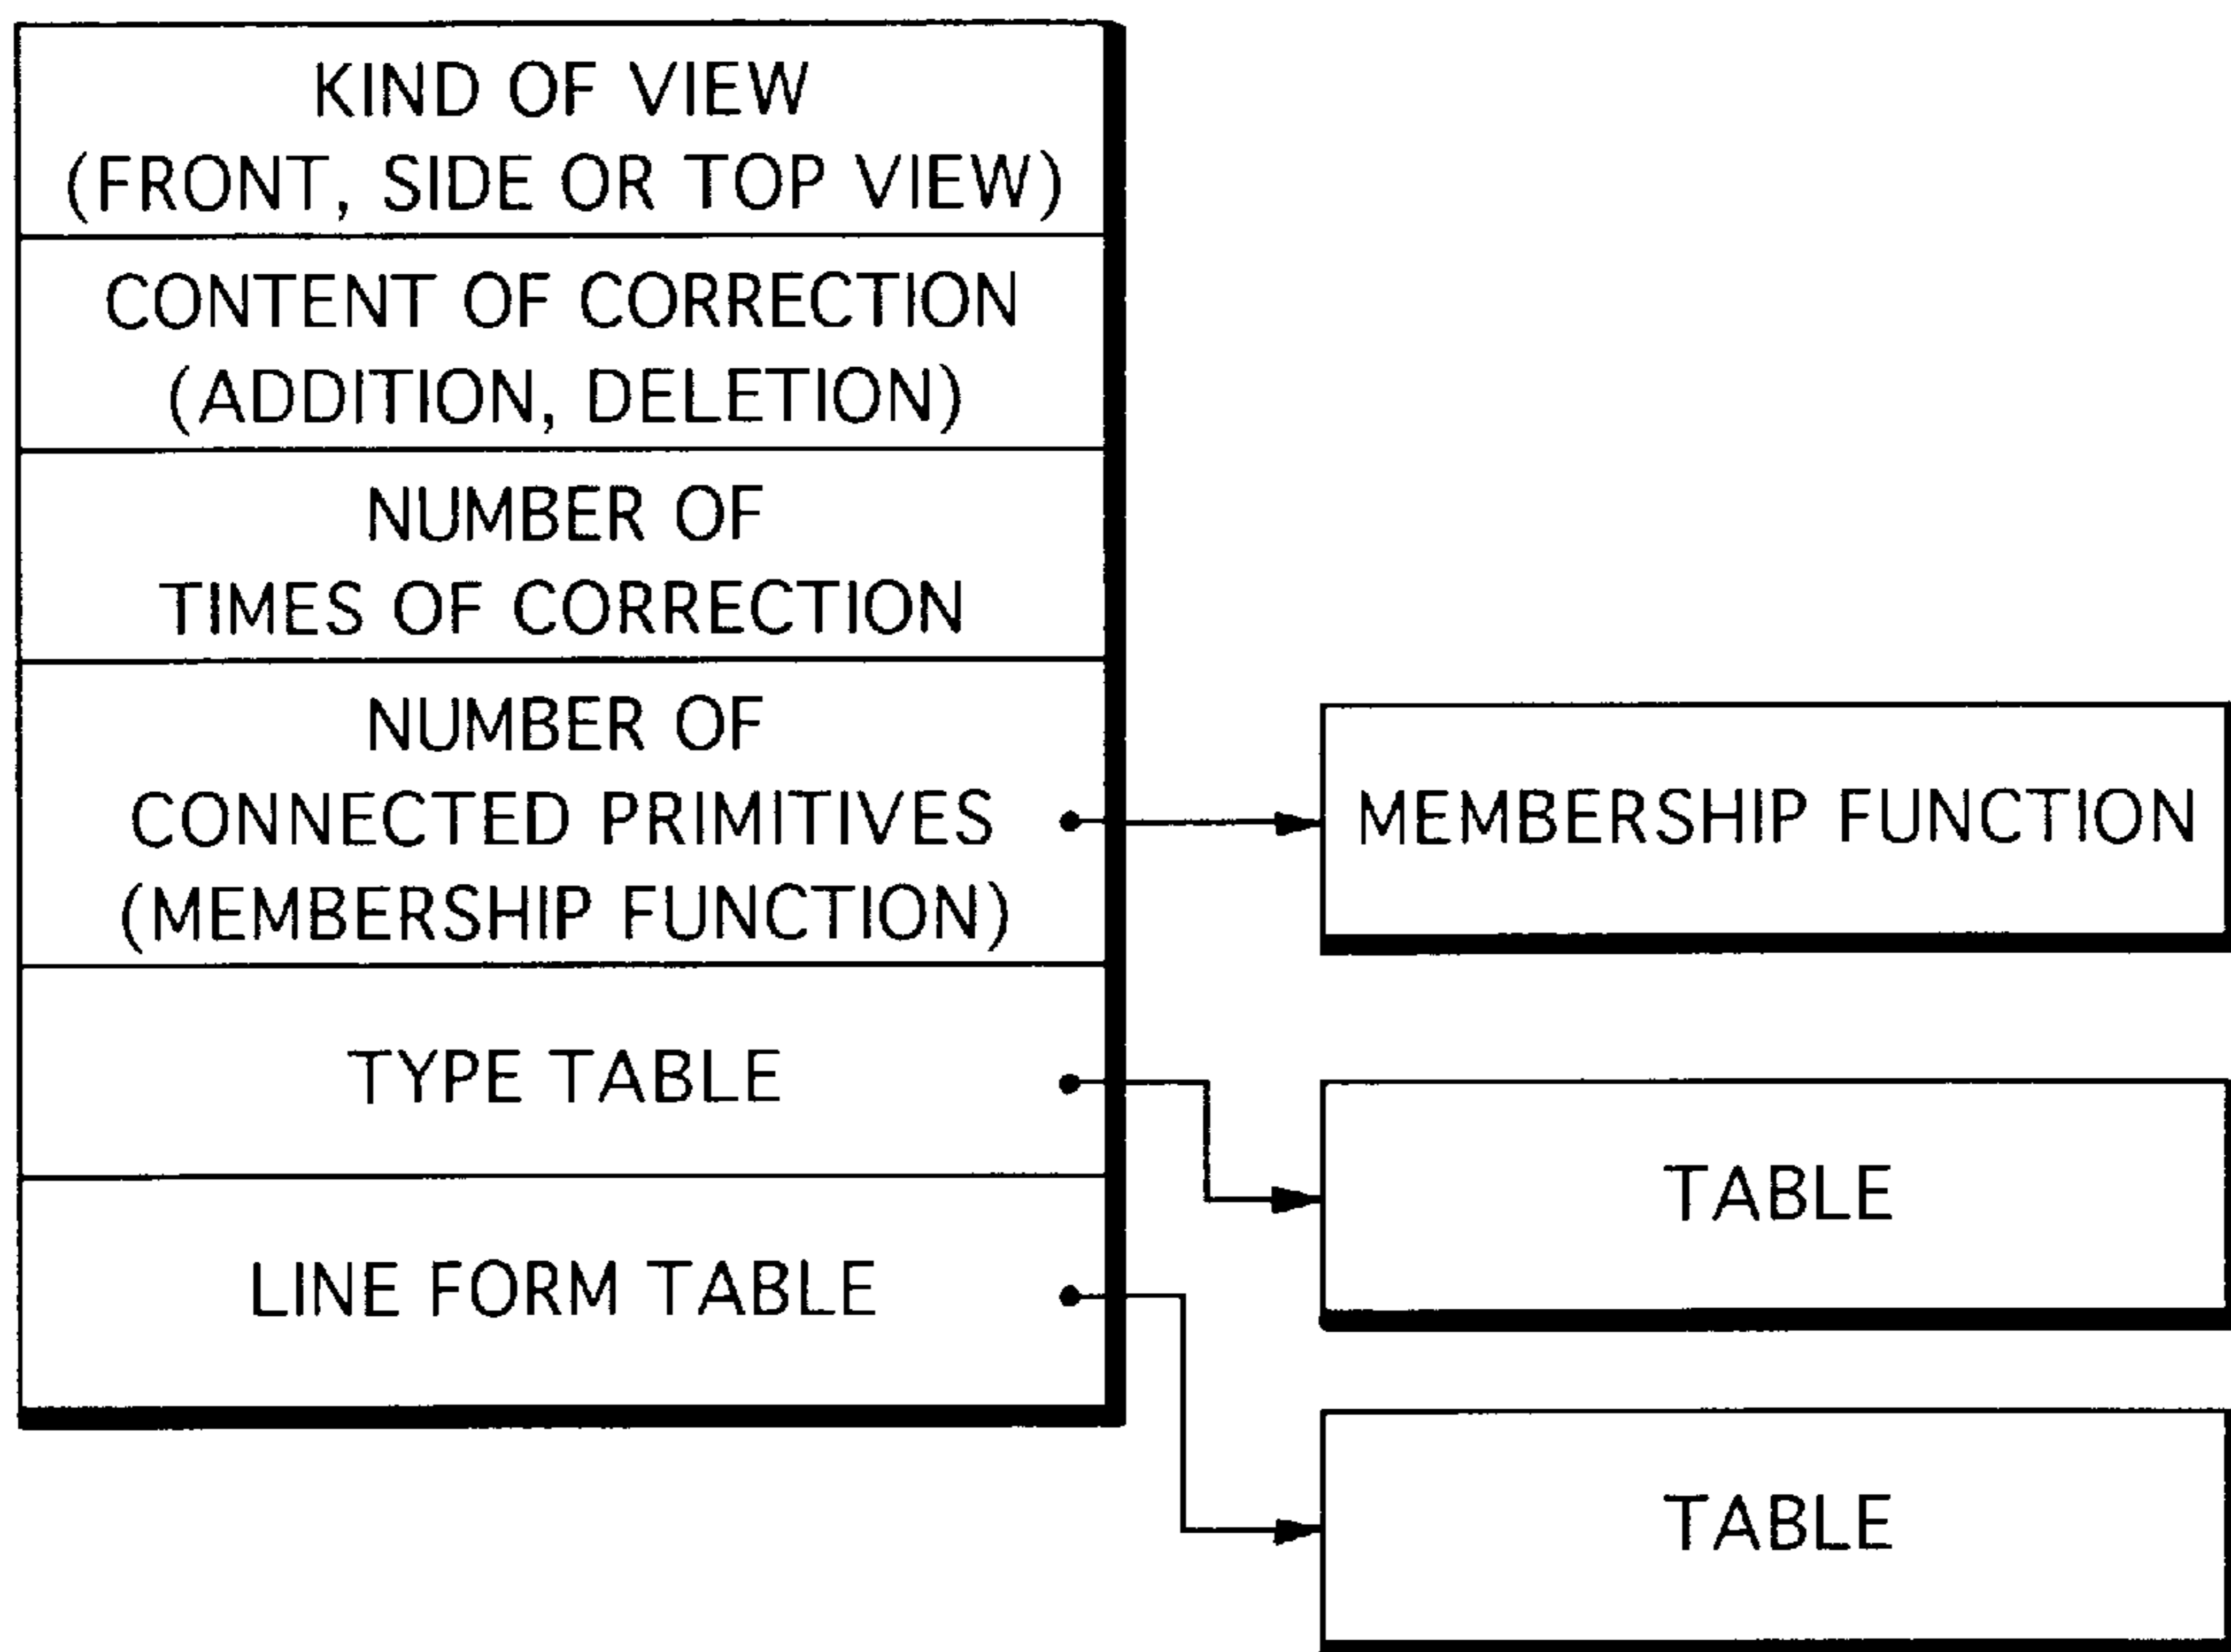 KIND OF VIEW
(FRONT, SIDE OR TOP VIEW)
CONTENT OF CORRECTION
(ADDITION, DELETION)
NUMBER OF
TIMES OF CORRECTION
NUMBER OF
CONNECTED PRIMITIVES
(MEMBERSHIP FUNCTION)
TYPE TABLE
LINE FORM TABLE
MEMBERSHIP FUNCTION
TABLE
TABLE